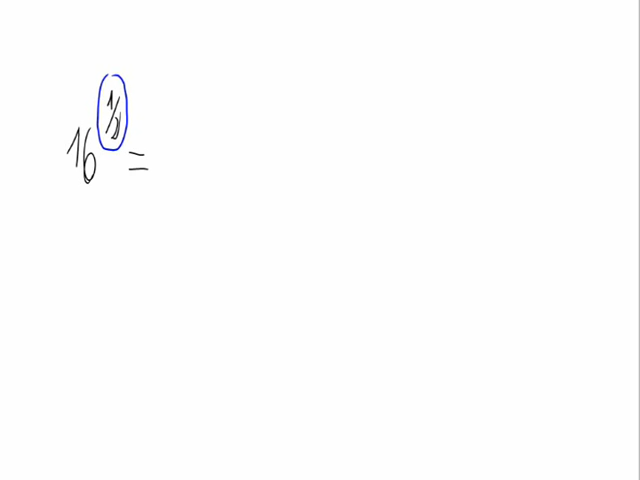 16^{1/2} =